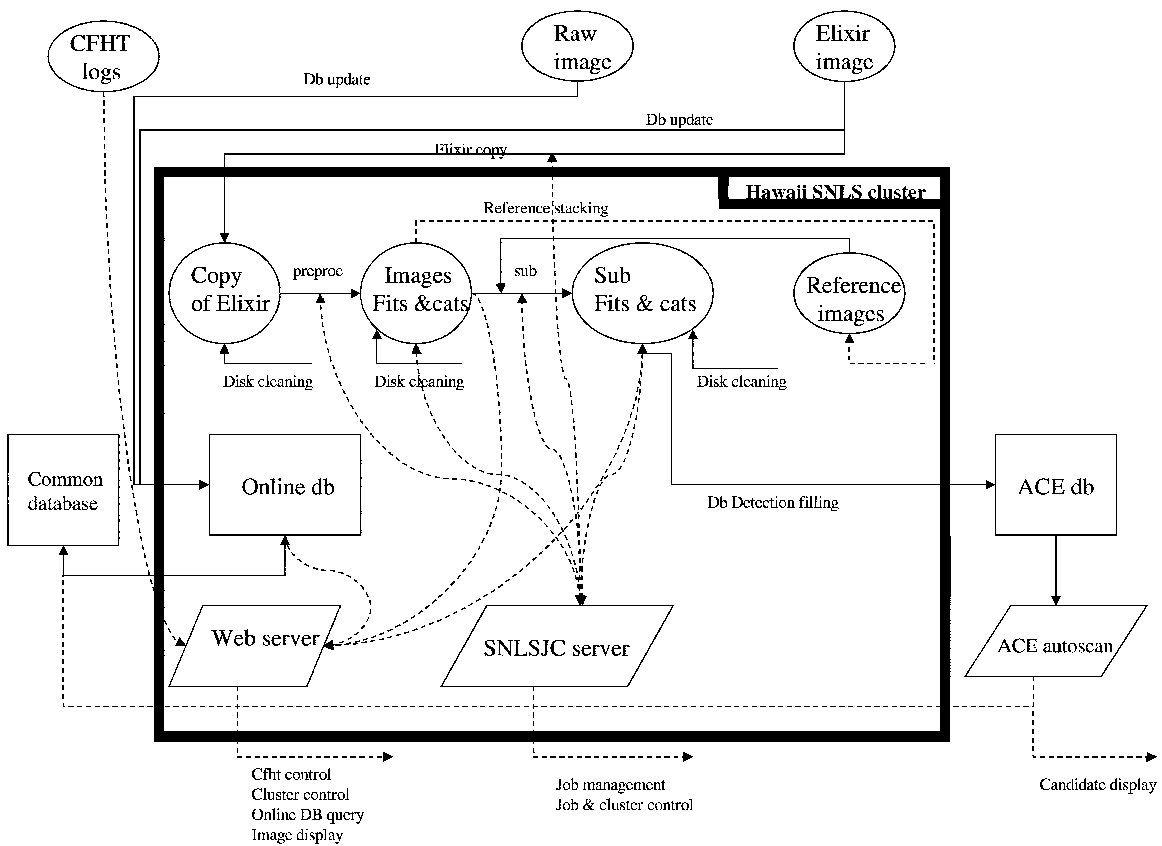 CFHT
logs
Raw
image
Elixir
image
Db update
Db update
Elixir copy
Hawaii SNLS cluster
Reference stacking
Copy
of Elixir
preproc
Images
Fits &cats
sub
Sub
Fits & cats
Reference
images
Disk cleaning
Disk cleaning
Disk cleaning
Common
database
Online db
Db Detection filling
ACE db
Web server
SNLSJC server
ACE autoscan
Cfht control
Cluster control
Online DB query
Image display
Job management
Job & cluster control
Candidate display